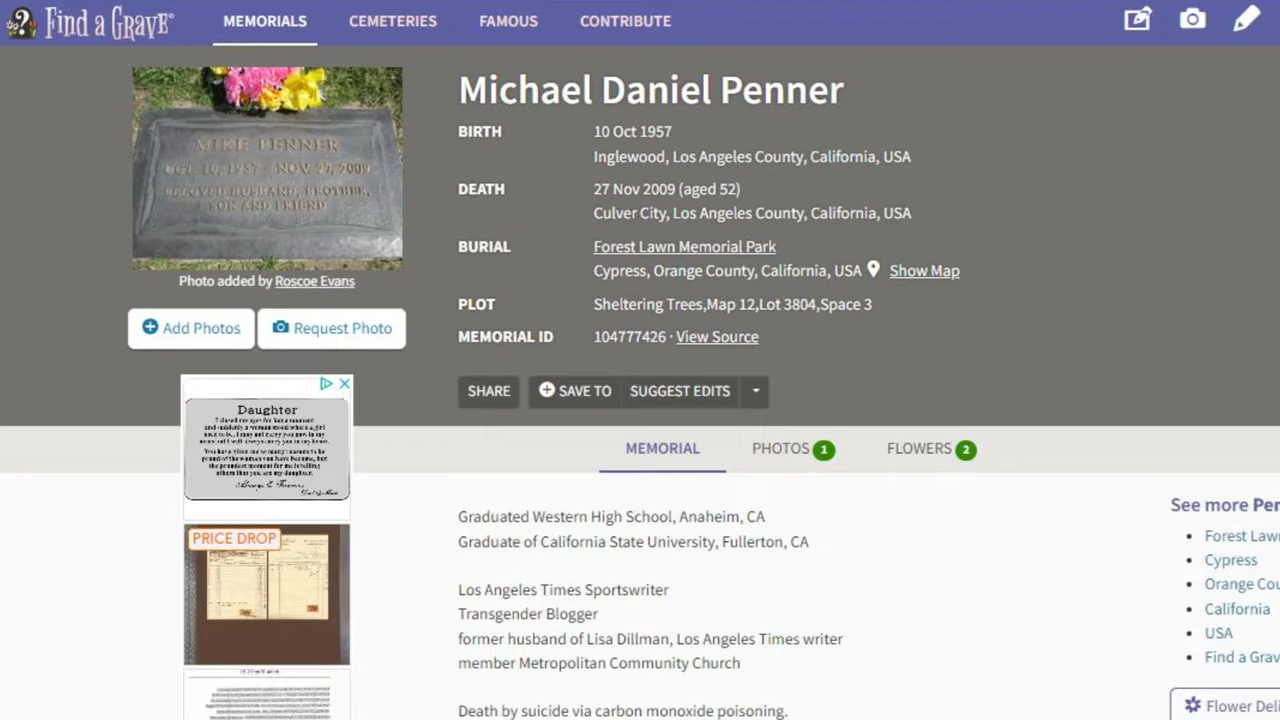 Find a Grave®
MEMORIALS CEMETERIES FAMOUS CONTRIBUTE
MIKE PENNER
OCT. 10, 1957 NOV. 27, 2009
BELOVED HUSBAND, BROTHER,
SON AND FRIEND
Photo added by Roscoe Evans
Add Photos Request Photo
Michael Daniel Penner
BIRTH 10 Oct 1957
Inglewood, Los Angeles County, California, USA
DEATH 27 Nov 2009 (aged 52)
Culver City, Los Angeles County, California, USA
BURIAL Forest Lawn Memorial Park
Cypress, Orange County, California, USA Show Map
PLOT Sheltering Trees,Map 12,Lot 3804,Space 3
MEMORIAL ID 104777426 · View Source
SHARE SAVE TO SUGGEST EDITS
MEMORIAL PHOTOS 1 FLOWERS 2
Daughter
PRICE DROP
Graduated Western High School, Anaheim, CA
Graduate of California State University, Fullerton, CA
Los Angeles Times Sportswriter
Transgender Blogger
former husband of Lisa Dillman, Los Angeles Times writer
member Metropolitan Community Church
Death by suicide via carbon monoxide poisoning.
See more Pen
Forest Lawn
Cypress
Orange Cou
California
USA
Find a Grav
Flower Deli